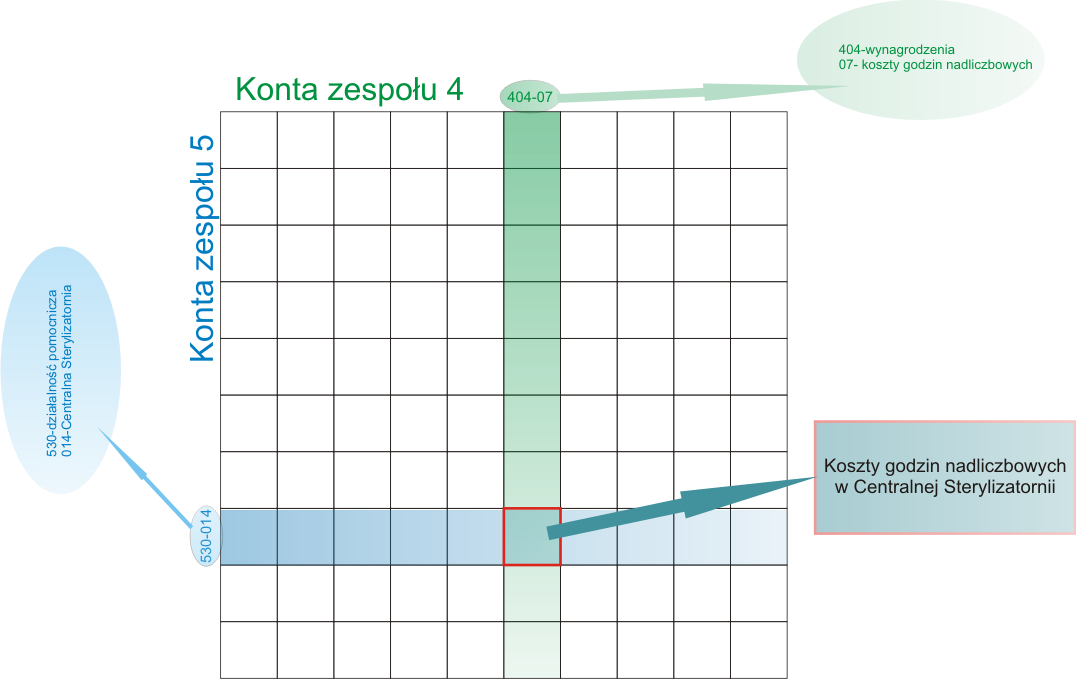 404-wynagrodzenia
07- koszty godzin nadliczbowych
Konta zespołu 4
404-07
Konta zespołu 5
530-działalność pomocnicza
014-Centralna Sterylizatornia
Koszty godzin nadliczbowych
w Centralnej Sterylizatornii
530-014